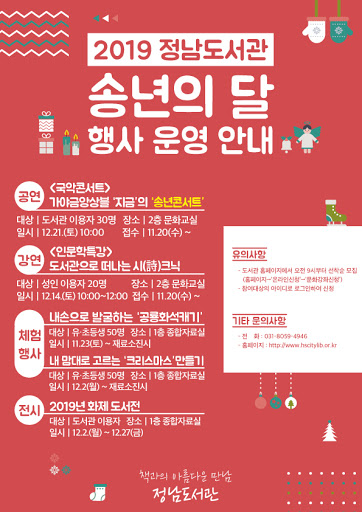 2019 정남도서관
송년의 달
행사 운영 안내
공연
<국악콘서트>
가야금앙상블 '지금'의 '송년콘서트'
대상 | 도서관 이용자 30명 장소 | 2층 문화교실
일시 | 12.21.(토) 10:00 접수 | 11.20(수) ~
강연
<인문학특강>
도서관으로 떠나는 시(詩)크닉
대상 | 성인 이용자 20명 장소 | 2층 문화교실
일시 | 12.14.(토) 10:00~12:00 접수 | 11.20(수) ~
체험
행사
내손으로 발굴하는 '공룡화석캐기'
대상 | 유·초등생 50명 장소 | 1층 종합자료실
일시 | 11.23(토) ~ 재료소진시
내 맘대로 고르는 '크리스마스'만들기
대상 | 유·초등생 50명 장소 | 1층 종합자료실
일시 | 12.2(월) ~ 재료소진시
전시
2019년 화제 도서전
대상 | 도서관 이용자 장소 | 1층 종합자료실
일시 | 12.2.(월) ~ 12.27(금)
유의사항
- 도서관 홈페이지에서 오전 9시부터 선착순 모집
(홈페이지→'온라인신청'→'문화강좌신청')
- 참여대상의 아이디로 로그인하여 신청
기타 문의사항
- 전 화 : 031-8059-4946
- 홈페이지 : http://www.hscitylib.or.kr
책과의 아름다운 만남
정남도서관